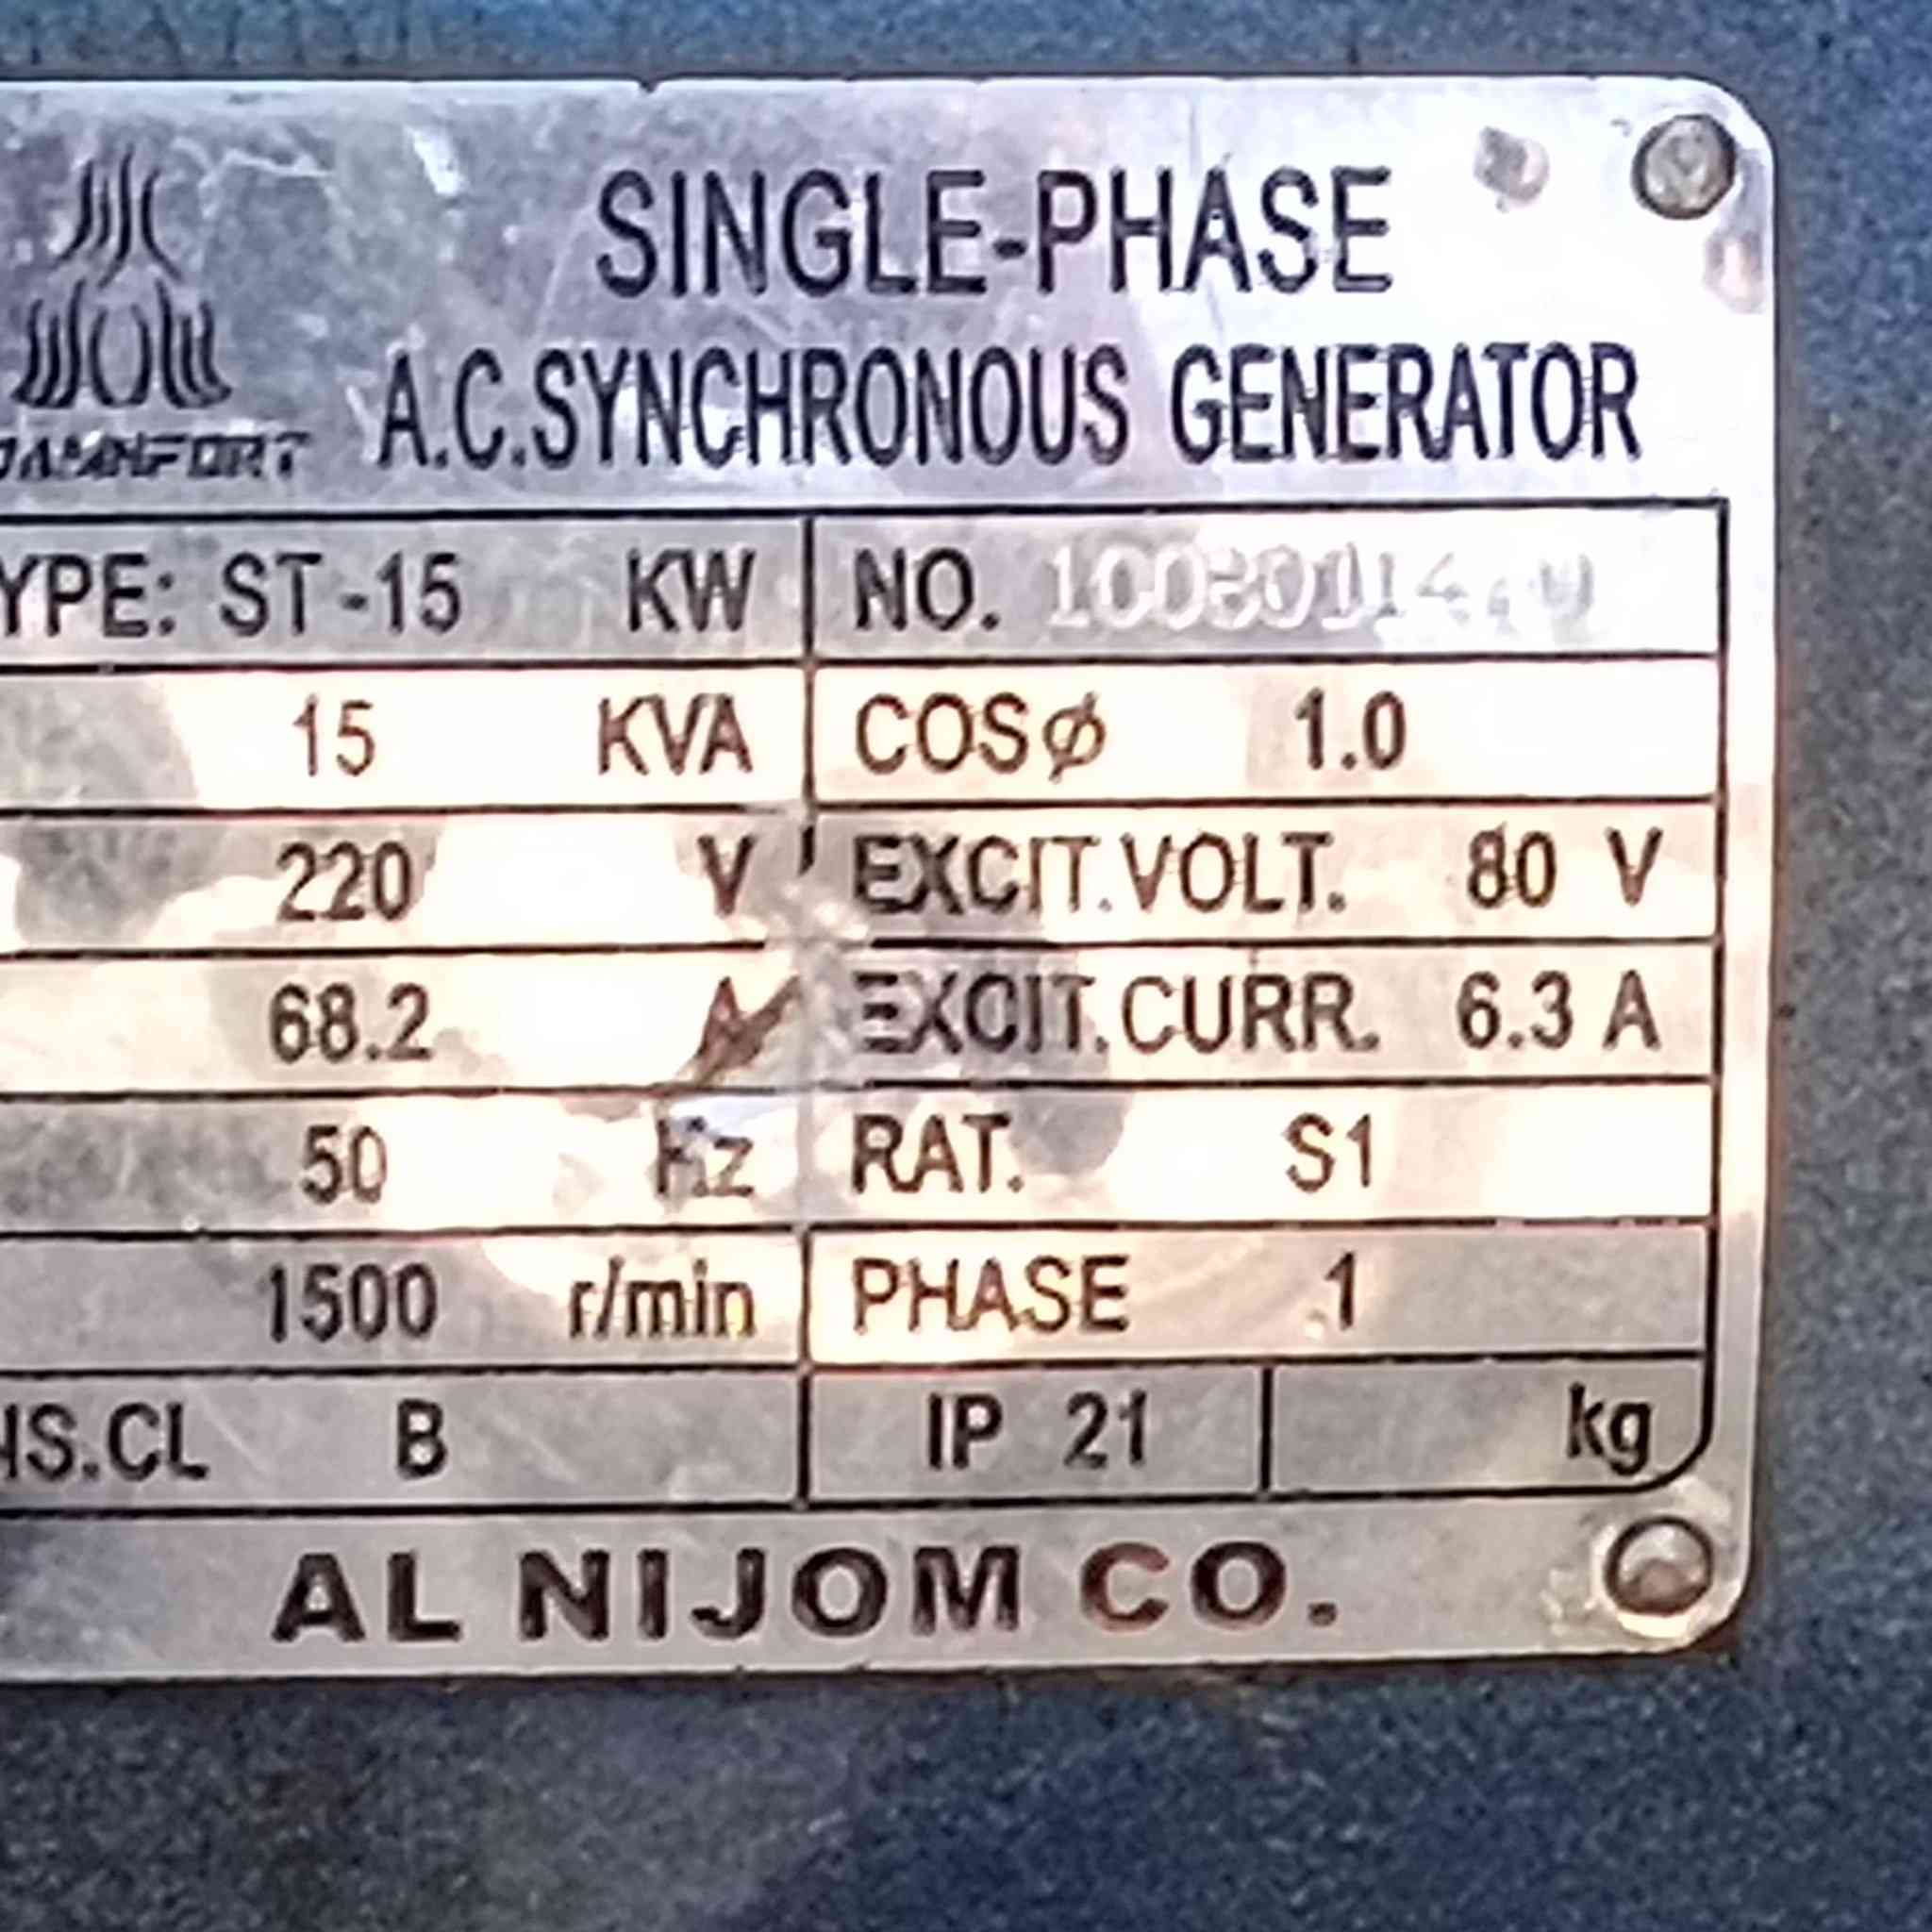 SINGLE-PHASE
A.C.SYNCHRONOUS GENERATOR
YPE: ST-15 KW NO.
15 KVA COSø 1.0
220 V EXCIT.VOLT. 80 V
68.2 A EXCIT.CURR. 6.3 A
50 Hz RAT. S1
1500 r/min PHASE 1
NS.CL B IP 21 kg
AL NIJOM CO.